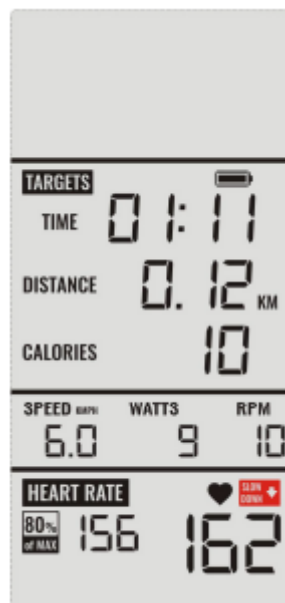 TARGETS
TIME 01:11
DISTANCE 0.12 KM
CALORIES 10
SPEED WATTS RPM
6.0 9 10
HEART RATE SLOW DOWN
80% of MAX 156 162